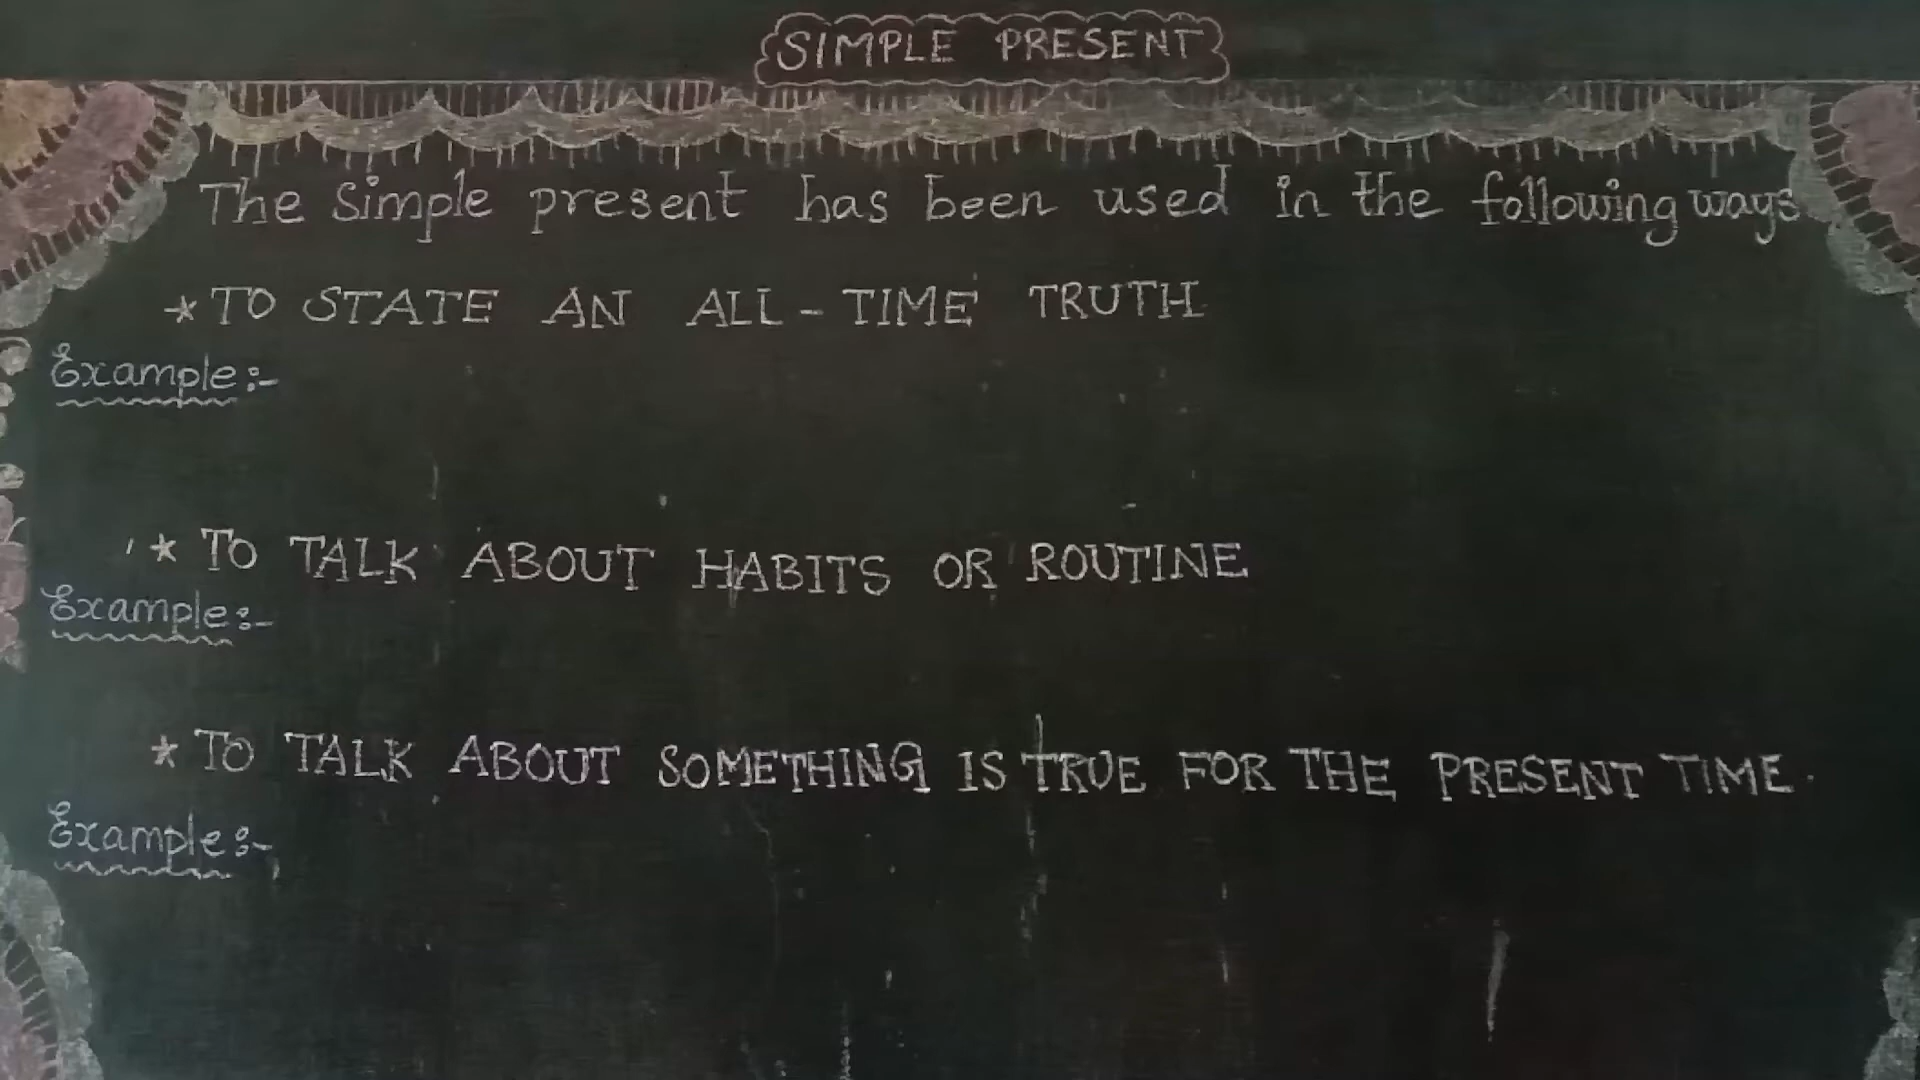 SIMPLE PRESENT
The simple present has been used in the following ways
* TO STATE AN ALL-TIME TRUTH
Example:-
* TO TALK ABOUT HABITS OR ROUTINE
Example:-
* TO TALK ABOUT SOMETHING IS TRUE FOR THE PRESENT TIME.
Example:-